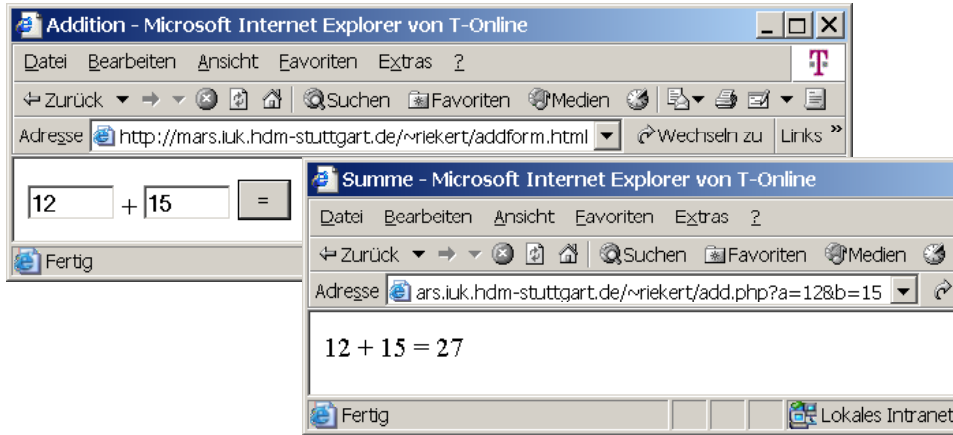 Addition - Microsoft Internet Explorer von T-Online
Datei Bearbeiten Ansicht Favoriten Extras ?
Zurück Suchen Favoriten Medien
Adresse http://mars.iuk.hdm-stuttgart.de/~riekert/addform.html Wechseln zu Links »
12 + 15 =
Fertig
Summe - Microsoft Internet Explorer von T-Online
Datei Bearbeiten Ansicht Favoriten Extras ?
Zurück Suchen Favoriten Medien
Adresse ars.iuk.hdm-stuttgart.de/~riekert/add.php?a=12&b=15
12 + 15 = 27
Fertig Lokales Intranet